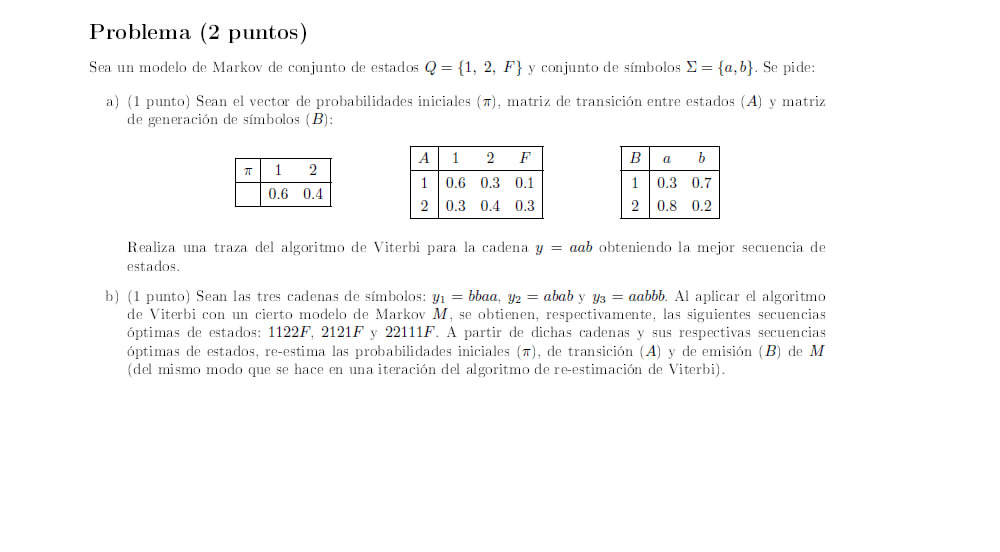 Problema (2 puntos)
Sea un modelo de Markov de conjunto de estados Q = {1, 2, F} y conjunto de símbolos Σ = {a, b}. Se pide:
a) (1 punto) Sean el vector de probabilidades iniciales (π), matriz de transición entre estados (A) y matriz
de generación de símbolos (B):
π 1 2
0.6 0.4
A 1 2 F
1 0.6 0.3 0.1
2 0.3 0.4 0.3
B a b
1 0.3 0.7
2 0.8 0.2
Realiza una traza del algoritmo de Viterbi para la cadena y = aab obteniendo la mejor secuencia de
estados.
b) (1 punto) Sean las tres cadenas de símbolos: y₁ = bbaa, y₂ = abab y y₃ = aabbb. Al aplicar el algoritmo
de Viterbi con un cierto modelo de Markov M, se obtienen, respectivamente, las siguientes secuencias
óptimas de estados: 1122F, 2121F y 22111F. A partir de dichas cadenas y sus respectivas secuencias
óptimas de estados, re-estima las probabilidades iniciales (π), de transición (A) y de emisión (B) de M
(del mismo modo que se hace en una iteración del algoritmo de re-estimación de Viterbi).